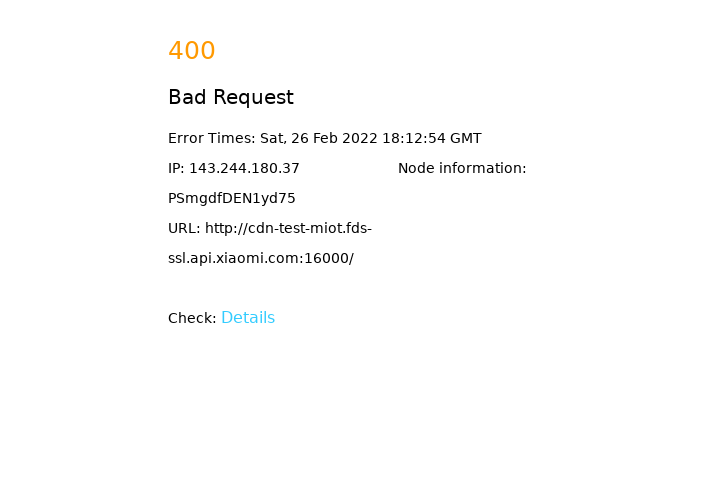 400
Bad Request
Error Times: Sat, 26 Feb 2022 18:12:54 GMT
IP: 143.244.180.37 Node information:
PSmgdfDEN1yd75
URL: http://cdn-test-miot.fds-
ssl.api.xiaomi.com:16000/
Check: Details